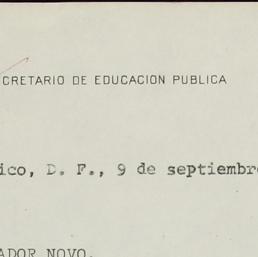 CRETARIO DE EDUCACION PUBLICA
ico, D. F., 9 de septiembre
ADOR NOVO.